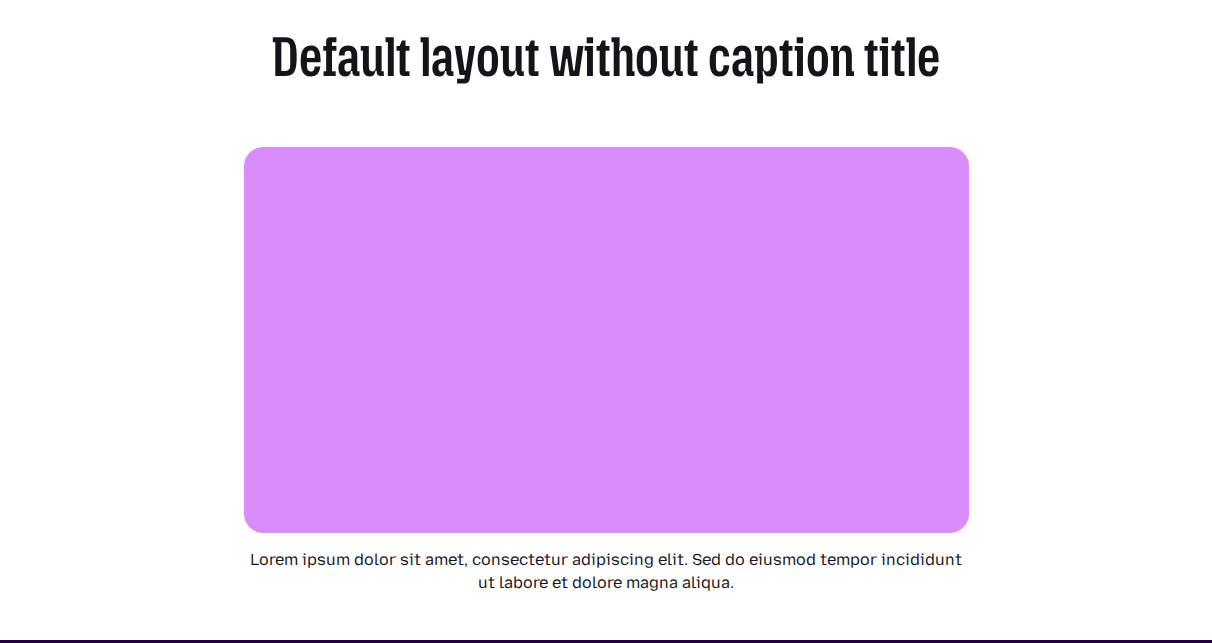 Default layout without caption title
Lorem ipsum dolor sit amet, consectetur adipiscing elit. Sed do eiusmod tempor incididunt
ut labore et dolore magna aliqua.